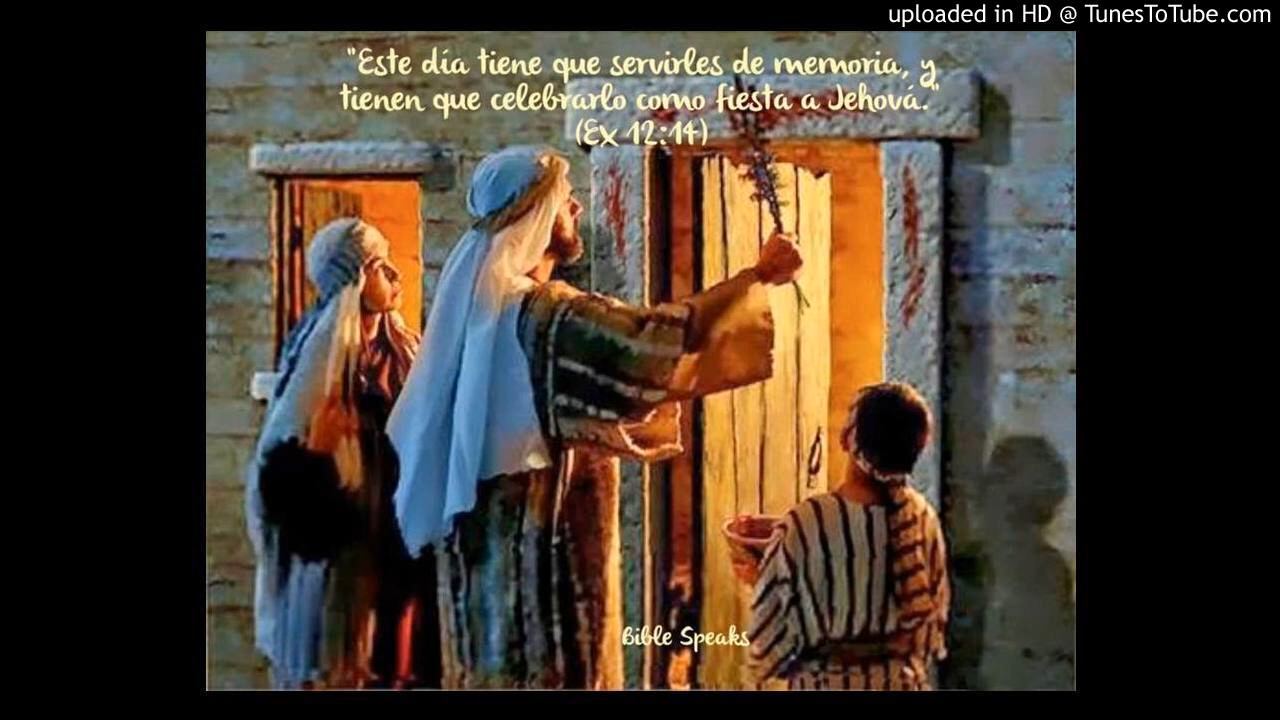 uploaded in HD @ TunesToTube.com
"Este día tiene que servirles de memoria, y
tienen que celebrarlo como fiesta a Jehová."
(Ex 12:14)
Bible Speaks